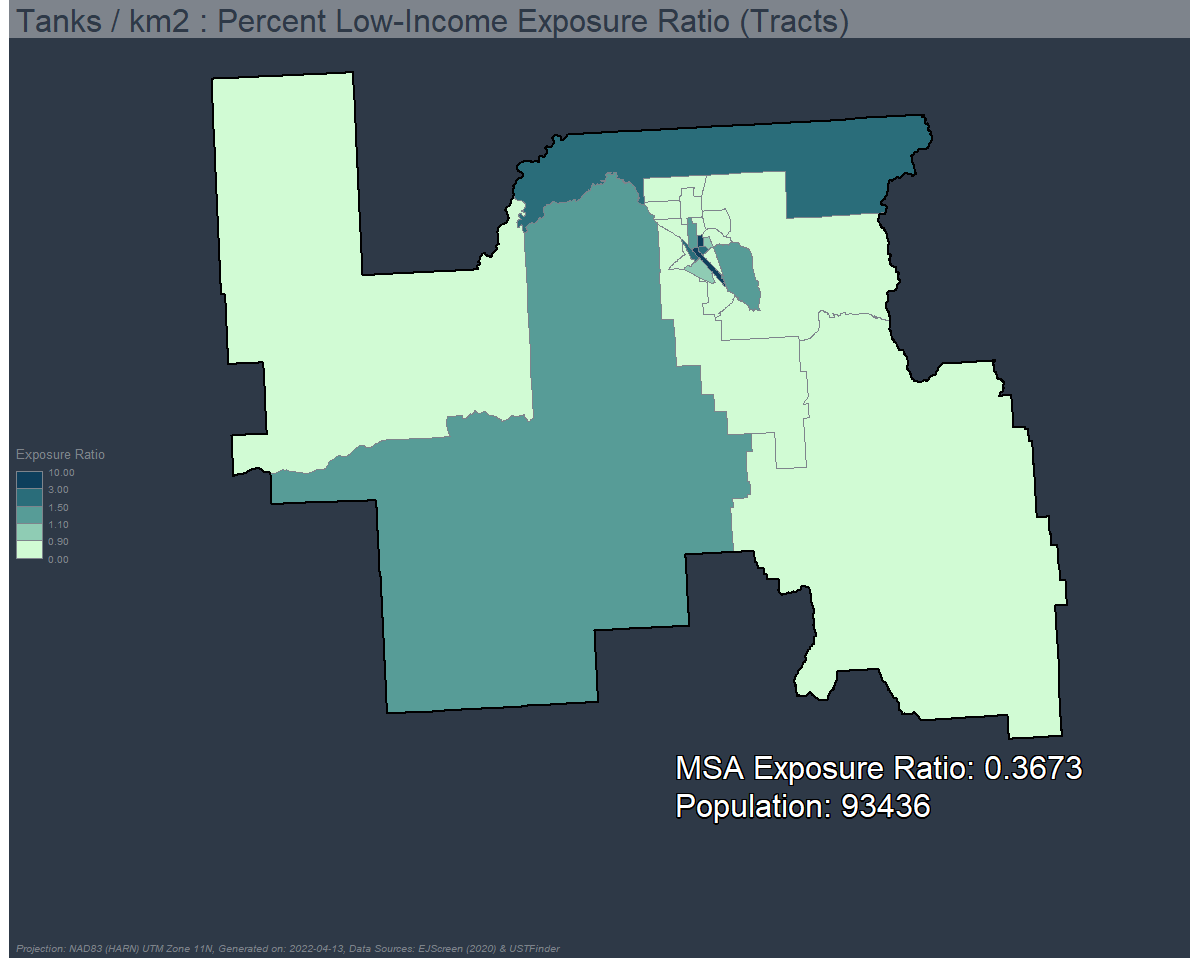 Tanks / km2 : Percent Low-Income Exposure Ratio (Tracts)
Exposure Ratio
10.00
3.00
1.50
1.10
0.90
0.00
MSA Exposure Ratio: 0.3673
Population: 93436
Projection: NAD83 (HARN) UTM Zone 11N, Generated on: 2022-04-13, Data Sources: EJScreen (2020) & USTFinder